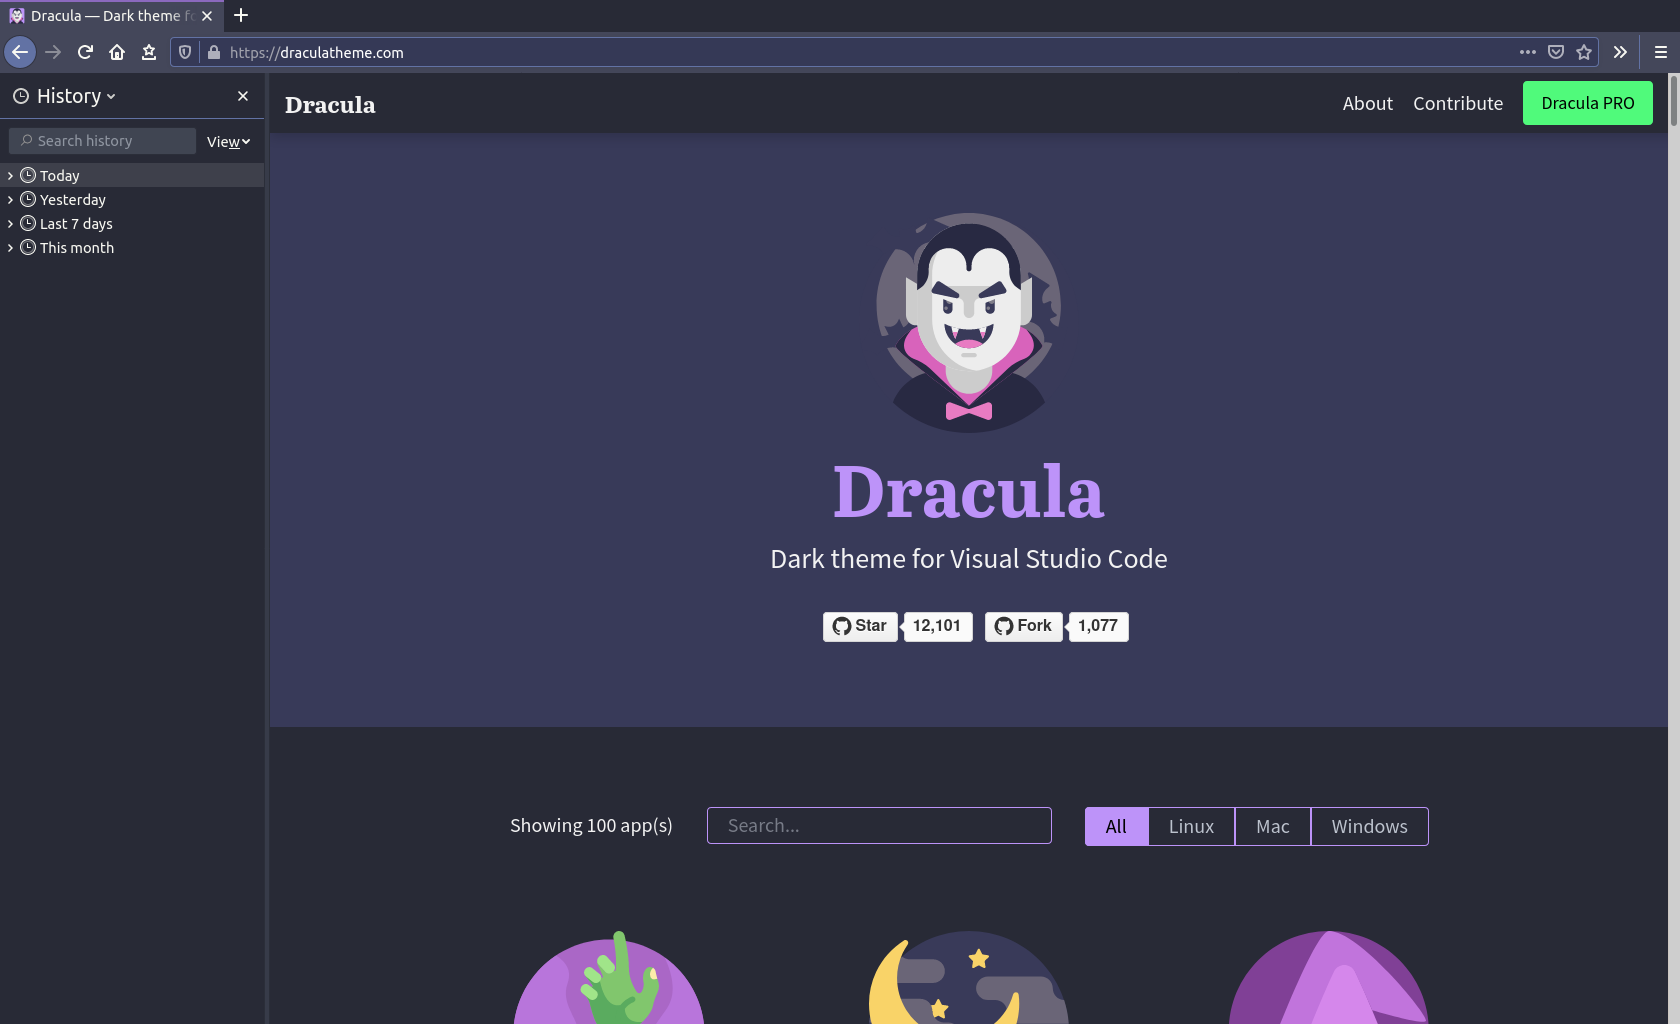 Dracula — Dark theme
https://draculatheme.com
History
Search history
View
Today
Yesterday
Last 7 days
This month
Dracula
About
Contribute
Dracula PRO
Dracula
Dark theme for Visual Studio Code
Star
12,101
Fork
1,077
Showing 100 app(s)
Search...
All
Linux
Mac
Windows